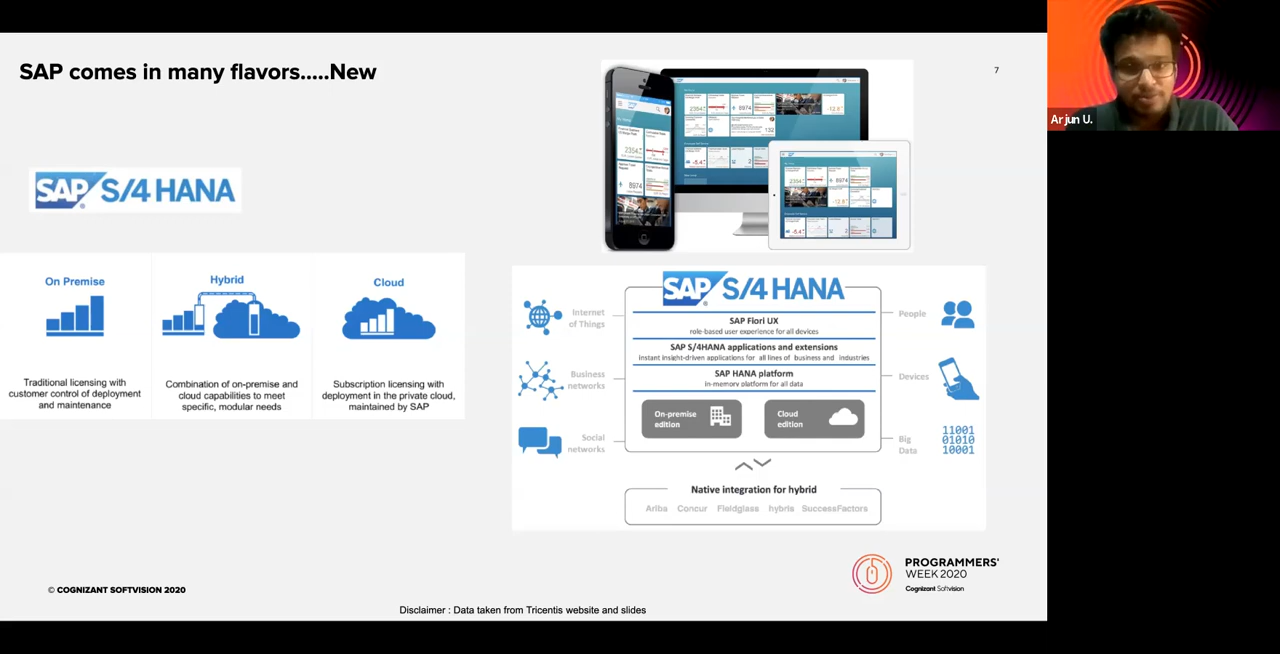 SAP comes in many flavors.....New
7
Arjun U.
SAP S/4 HANA
On Premise
Traditional licensing with
customer control of deployment
and maintenance
Hybrid
Combination of on-premise and
cloud capabilities to meet
specific, modular needs
Cloud
Subscription licensing with
deployment in the private cloud,
maintained by SAP
SAP S/4 HANA
SAP Fiori UX
role-based user experience for all devices
SAP S/4HANA applications and extensions
instant insight-driven applications for all lines of business and industries
SAP HANA platform
in-memory platform for all data
On-premise
edition
Cloud
edition
Internet
of Things
Business
networks
Social
networks
People
Devices
Big
Data
11001
01010
10001
Native integration for hybrid
Ariba Concur Fieldglass hybris SuccessFactors
PROGRAMMERS'
WEEK 2020
Cognizant Softvision
© COGNIZANT SOFTVISION 2020
Disclaimer : Data taken from Tricentis website and slides